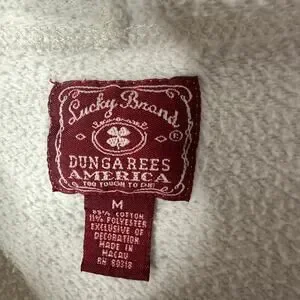 Lucky Brand
DUNGAREES
AMERICA
TOO TOUGH TO DIE
M
89% COTTON
11% POLYESTER
EXCLUSIVE OF
DECORATION
MADE IN
MACAU
RN 80318